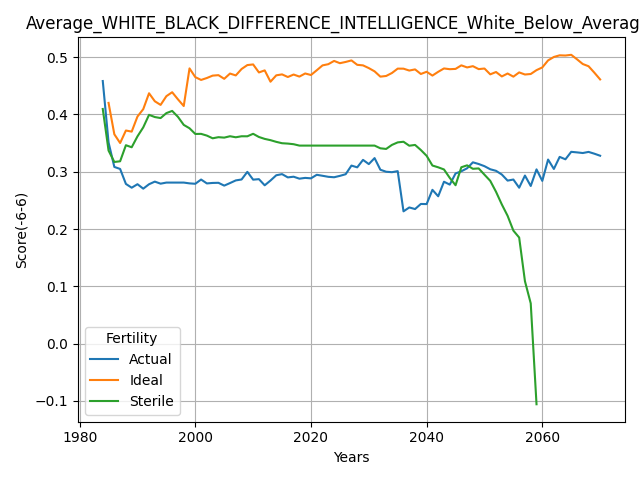 Average_WHITE_BLACK_DIFFERENCE_INTELLIGENCE_White_Below_Averag
Score(-6-6)
0.5
0.4
0.3
0.2
0.1
0.0
−0.1
Fertility
Actual
Ideal
Sterile
1980 2000 2020 2040 2060
Years